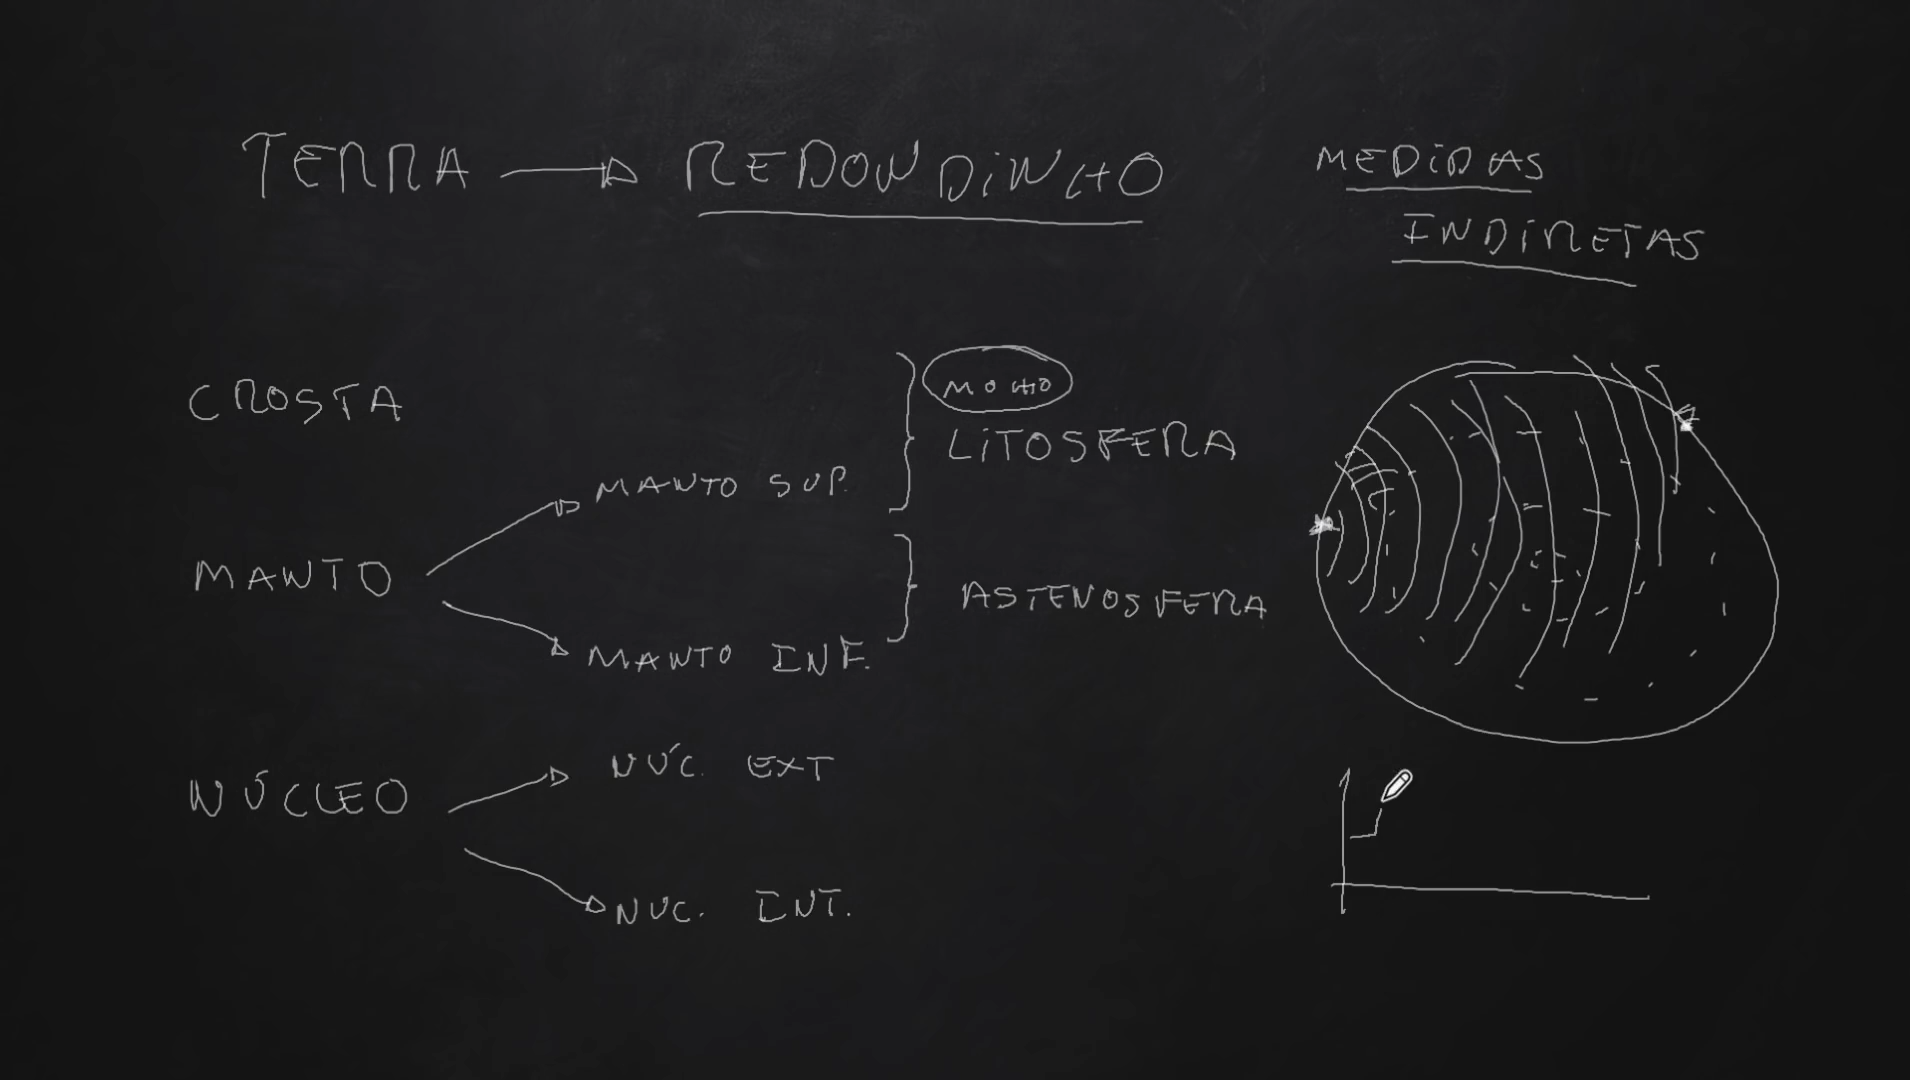 TERRA REDONDINHO
MEDIDAS
INDIRETAS
CROSTA
MOHO
LITOSFERA
MANTO SUP.
MANTO
ASTENOSFERA
MANTO INF.
NÚCLEO
NÚC. EXT
NUC. INT.